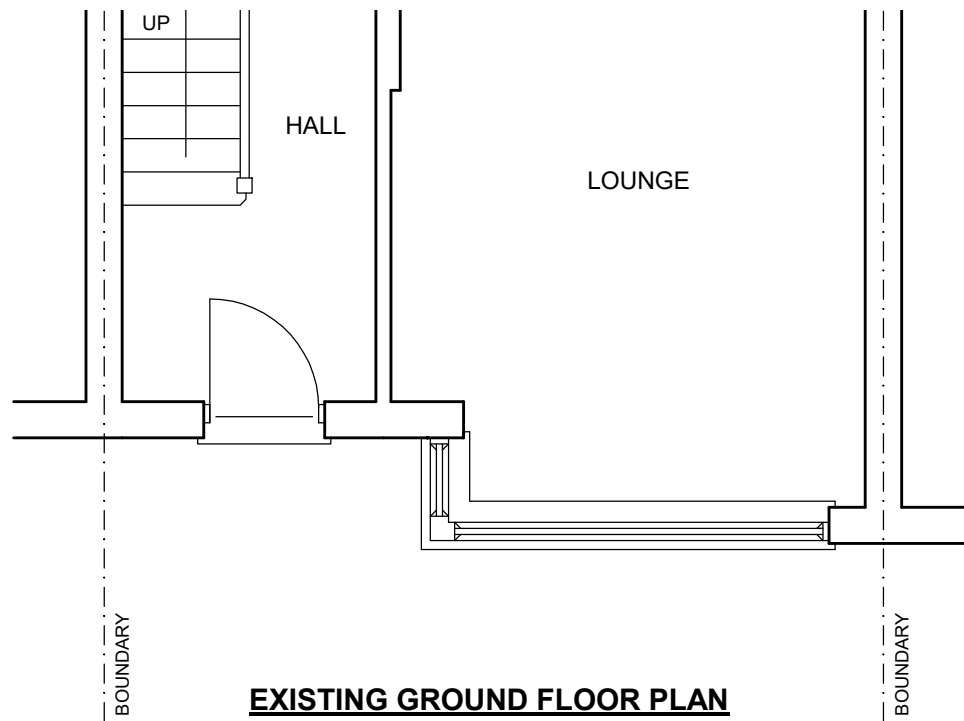 UP
HALL
LOUNGE
BOUNDARY
BOUNDARY
EXISTING GROUND FLOOR PLAN